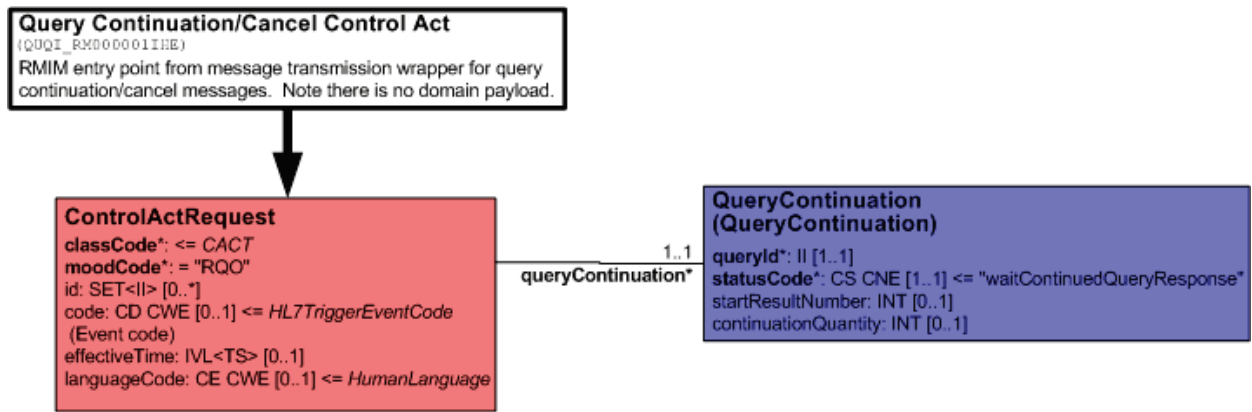 Query Continuation/Cancel Control Act
(QUQI_RM000001IHE)
RMIM entry point from message transmission wrapper for query
continuation/cancel messages.  Note there is no domain payload.
ControlActRequest
classCode*: <= CACT
moodCode*: = "RQO"
id: SET<II> [0..*]
code: CD CWE [0..1] <= HL7TriggerEventCode
(Event code)
effectiveTime: IVL<TS> [0..1]
languageCode: CE CWE [0..1] <= HumanLanguage
1..1
queryContinuation*
QueryContinuation
(QueryContinuation)
queryId*: II [1..1]
statusCode*: CS CNE [1..1] <= "waitContinuedQueryResponse"
startResultNumber: INT [0..1]
continuationQuantity: INT [0..1]